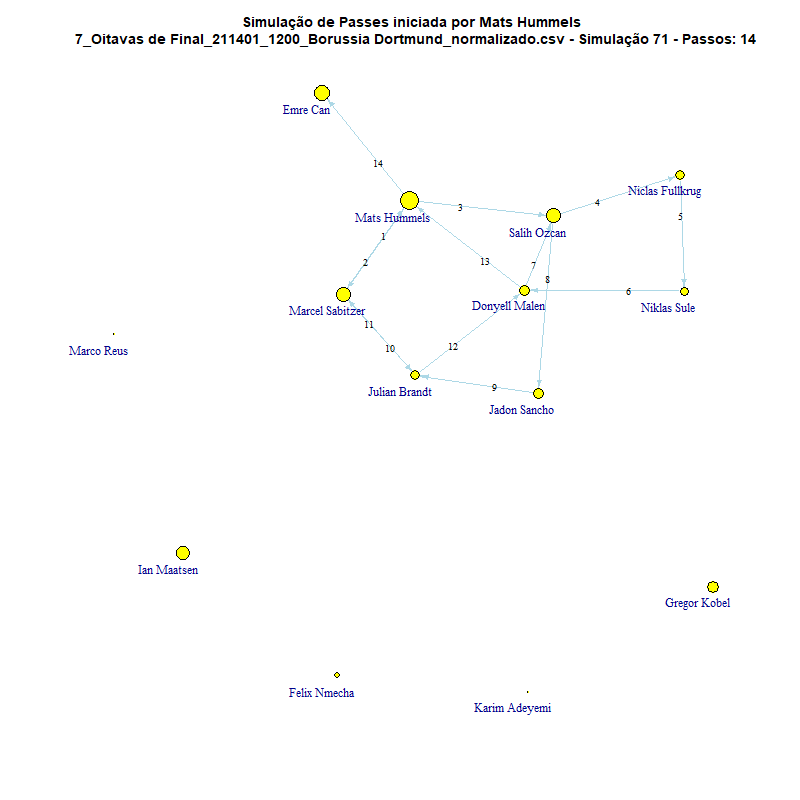 Simulação de Passes iniciada por Mats Hummels
7_Oitavas de Final_211401_1200_Borussia Dortmund_normalizado.csv - Simulação 71 - Passos: 14
Emre Can
14
Niclas Fullkrug
Mats Hummels
3
4
5
Salih Ozcan
1
2
13
7
8
6
Marcel Sabitzer
Donyell Malen
Niklas Sule
11
10
12
Marco Reus
Julian Brandt
9
Jadon Sancho
Ian Maatsen
Gregor Kobel
Felix Nmecha
Karim Adeyemi